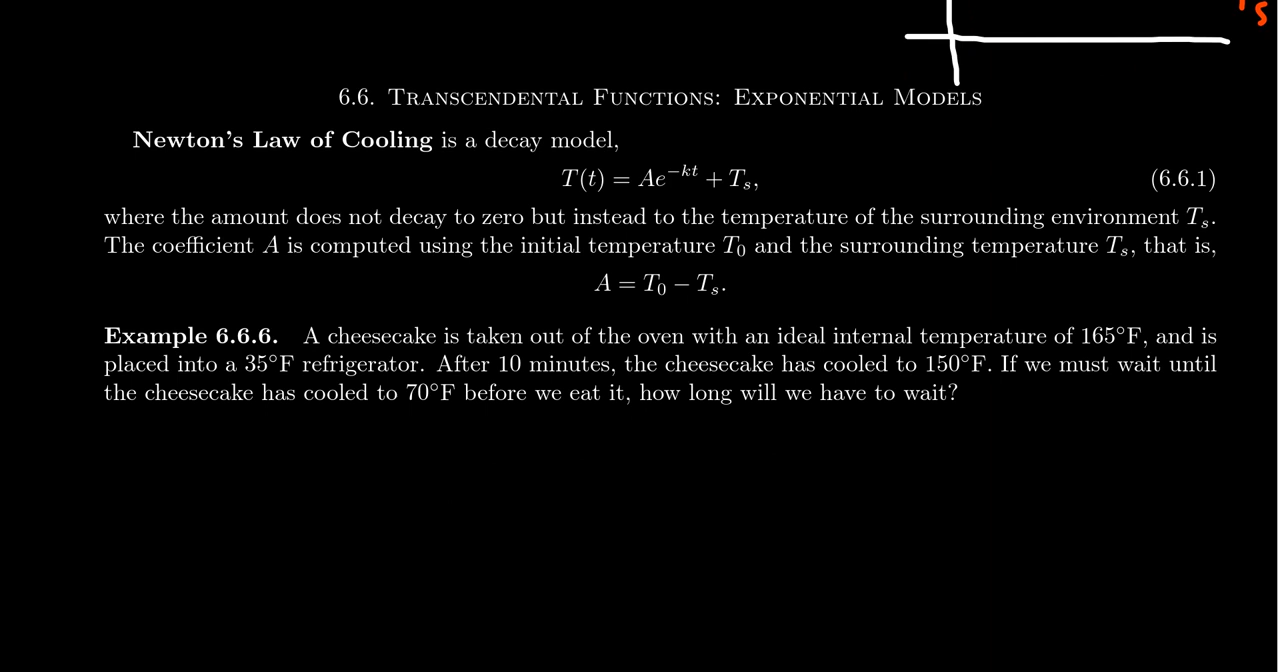 s
6.6. Transcendental Functions: Exponential Models
Newton's Law of Cooling is a decay model,
T(t) = Ae^{-kt} + T_s, (6.6.1)
where the amount does not decay to zero but instead to the temperature of the surrounding environment T_s.
The coefficient A is computed using the initial temperature T_0 and the surrounding temperature T_s, that is,
A = T_0 − T_s.
Example 6.6.6. A cheesecake is taken out of the oven with an ideal internal temperature of 165°F, and is
placed into a 35°F refrigerator. After 10 minutes, the cheesecake has cooled to 150°F. If we must wait until
the cheesecake has cooled to 70°F before we eat it, how long will we have to wait?